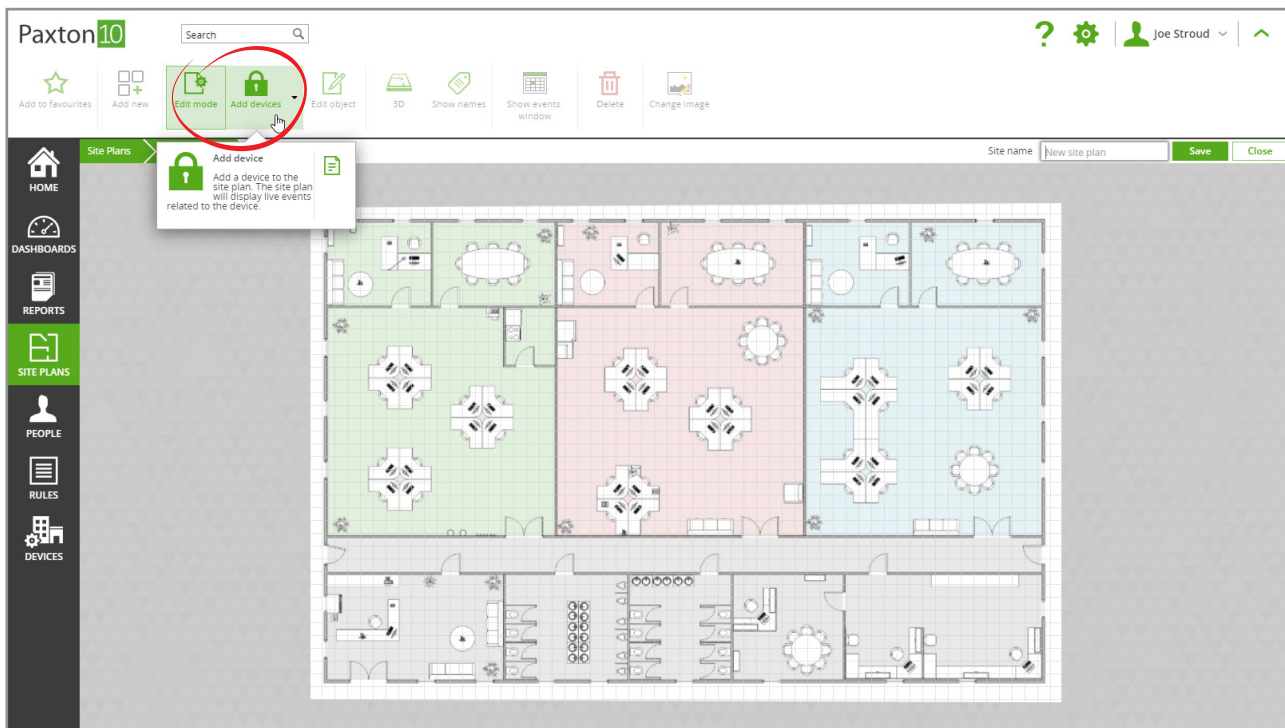 Paxton 10
Search
? Joe Stroud
Add to favourites
Add new
Edit mode
Add devices
Edit object
3D
Show names
Show events
window
Delete
Change image
Site Plans
Site name
New site plan
Save
Close
Add device
Add a device to the
site plan. The site plan
will display live events
related to the device.
HOME
DASHBOARDS
REPORTS
SITE PLANS
PEOPLE
RULES
DEVICES